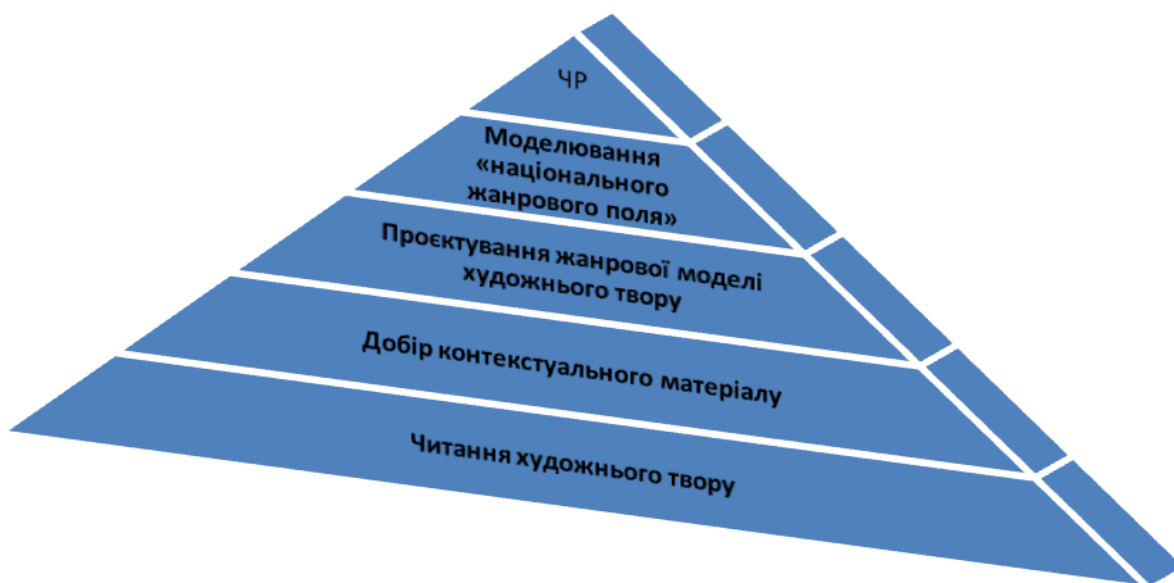 ЧР
Моделювання
«національного
жанрового поля»
Проєктування жанрової моделі
художнього твору
Добір контекстуального матеріалу
Читання художнього твору